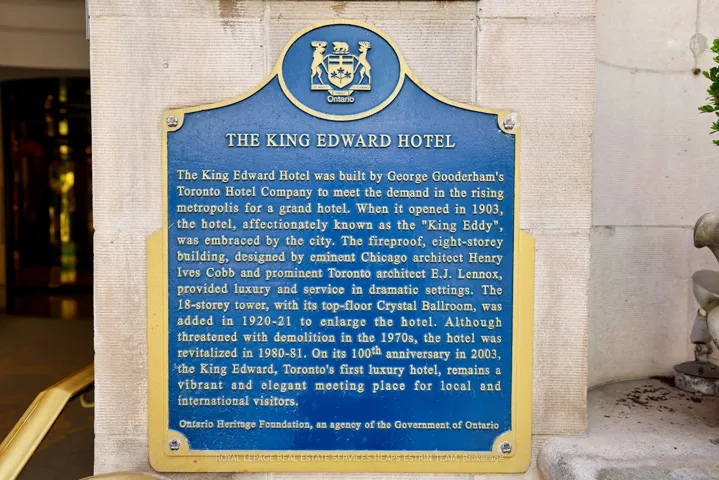 Ontario
THE KING EDWARD HOTEL
The King Edward Hotel was built by George Gooderham's
Toronto Hotel Company to meet the demand in the rising
metropolis for a grand hotel. When it opened in 1903,
the hotel, affectionately known as the "King Eddy",
was embraced by the city. The fireproof, eight-storey
building, designed by eminent Chicago architect Henry
Ives Cobb and prominent Toronto architect E.J. Lennox,
provided luxury and service in dramatic settings. The
18-storey tower, with its top-floor Crystal Ballroom, was
added in 1920-21 to enlarge the hotel. Although
threatened with demolition in the 1970s, the hotel was
revitalized in 1980-81. On its 100th anniversary in 2003,
the King Edward, Toronto's first luxury hotel, remains a
vibrant and elegant meeting place for local and
international visitors.
Ontario Heritage Foundation, an agency of the Government of Ontario
ROYAL LEPAGE REAL ESTATE SERVICES HEAPS ESTRIN TEAM, Brokerage